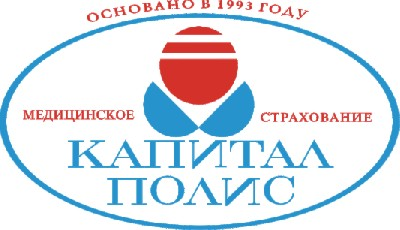 ОСНОВАНО В 1993 ГОДУ
МЕДИЦИНСКОЕ СТРАХОВАНИЕ
КАПИТАЛ
ПОЛИС